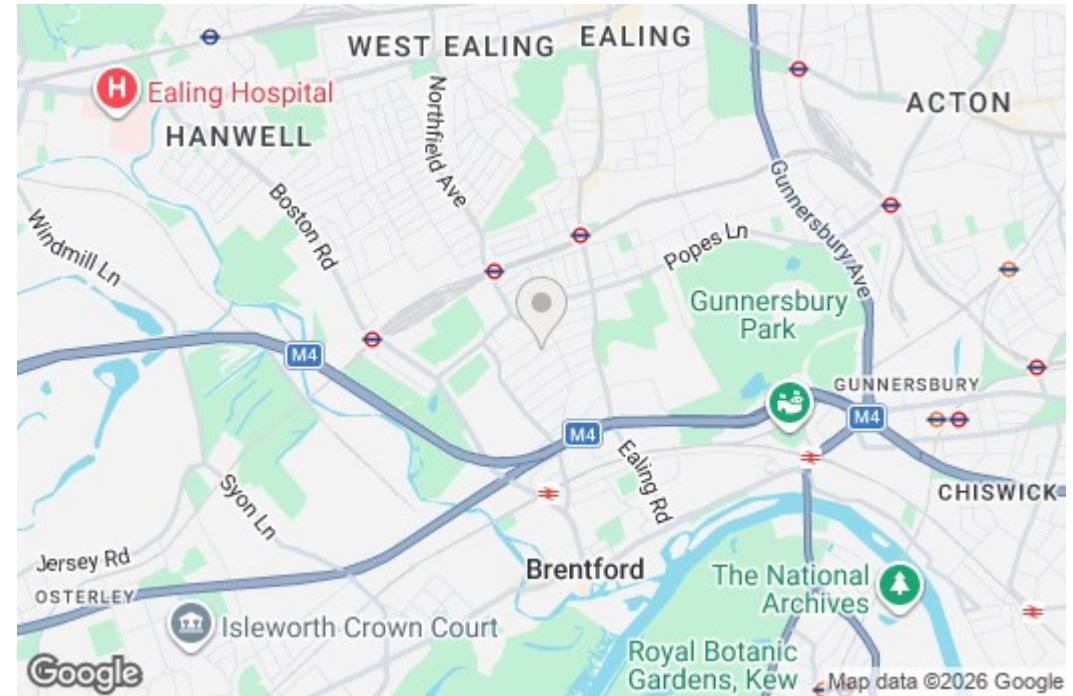 WEST EALING
EALING
H
Ealing Hospital
HANWELL
ACTON
Northfield Ave
Boston Rd
Windmill Ln
Popes Ln
Gunnersbury Ave
Gunnersbury
Park
M4
GUNNERSBURY
M4
M4
Ealing Rd
CHISWICK
Syon Ln
Jersey Rd
OSTERLEY
Brentford
The National
Archives
Isleworth Crown Court
Royal Botanic
Gardens, Kew
Google
Map data ©2026 Google